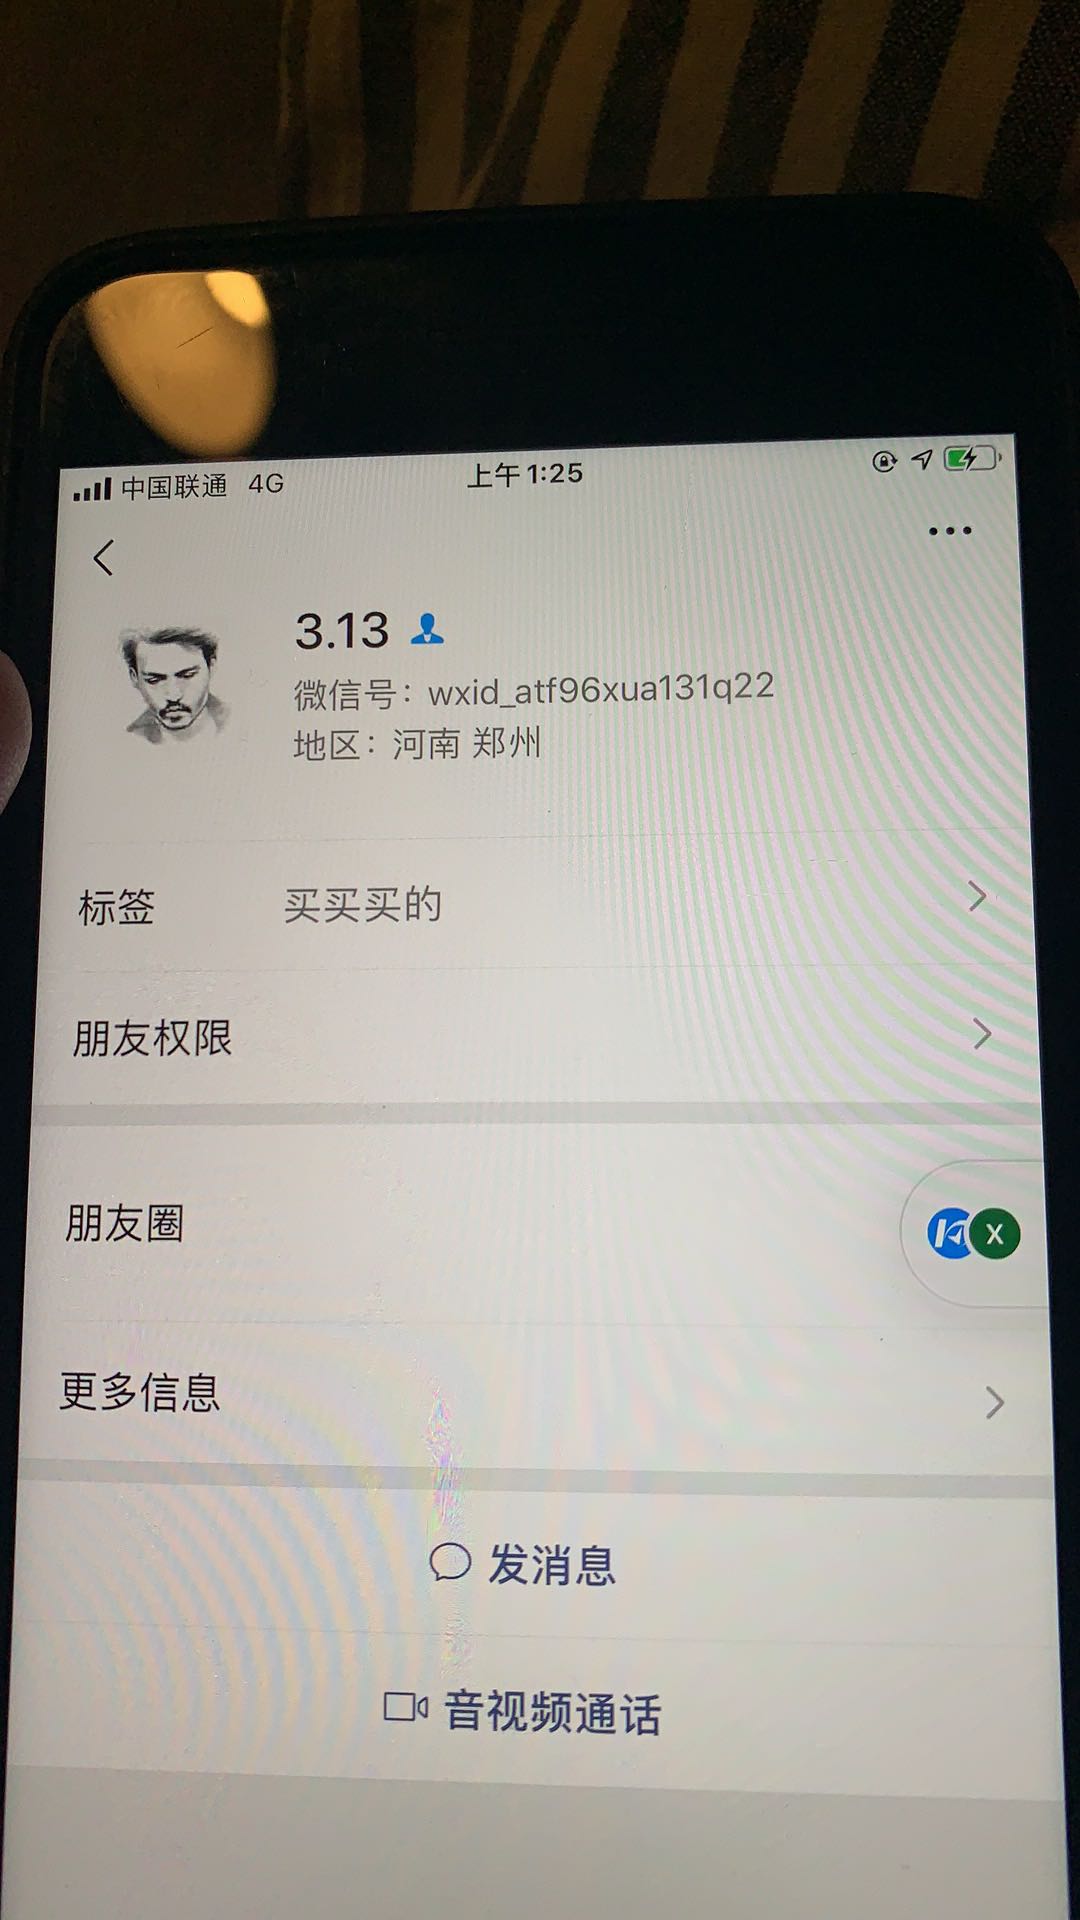 中国联通 4G 上午1:25
3.13
微信号：wxid_atf96xua131q22
地区：河南 郑州
标签 买买买的
朋友权限
朋友圈
X
更多信息
发消息
音视频通话